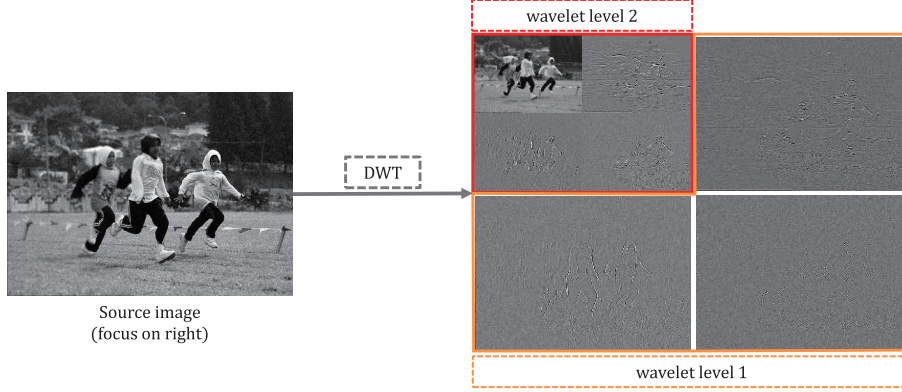 wavelet level 2
DWT
Source image
(focus on right)
wavelet level 1